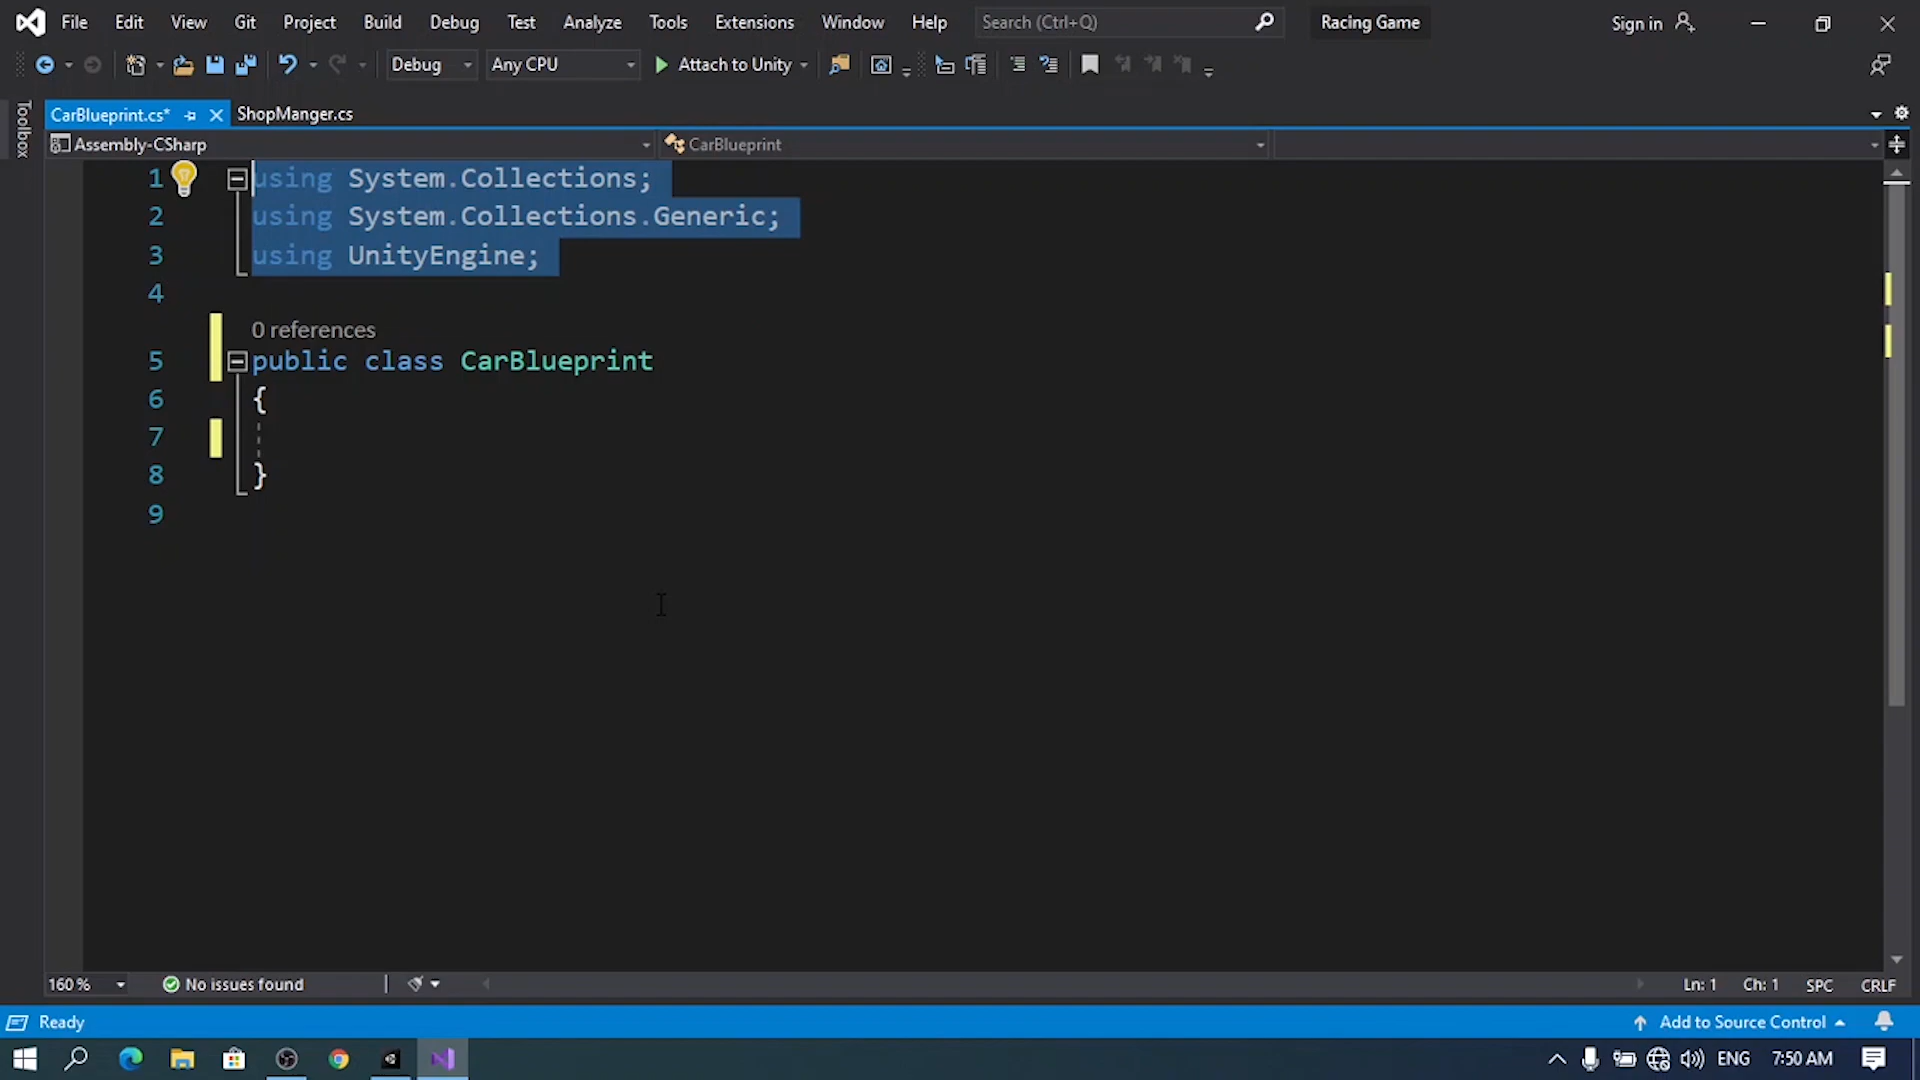 File Edit View Git Project Build Debug Test Analyze Tools Extensions Window Help Search (Ctrl+Q) Racing Game Sign in
Debug Any CPU Attach to Unity
Toolbox
CarBlueprint.cs* ShopManger.cs
Assembly-CSharp CarBlueprint
1 using System.Collections;
2 using System.Collections.Generic;
3 using UnityEngine;
4
0 references
5 public class CarBlueprint
6 {
7
8 }
9
160 % No issues found Ln: 1 Ch: 1 SPC CRLF
Ready Add to Source Control
ENG 7:50 AM